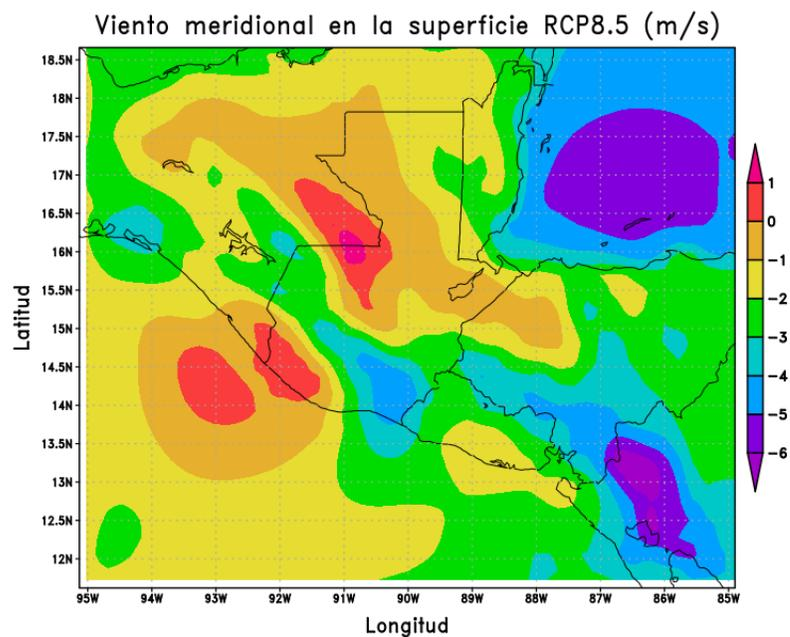 Viento meridional en la superficie RCP8.5 (m/s)
18.5N
18N
17.5N
17N
16.5N
16N
15.5N
15N
14.5N
14N
13.5N
13N
12.5N
12N
Latitud
95W 94W 93W 92W 91W 90W 89W 88W 87W 86W 85W
Longitud
1
0
−1
−2
−3
−4
−5
−6